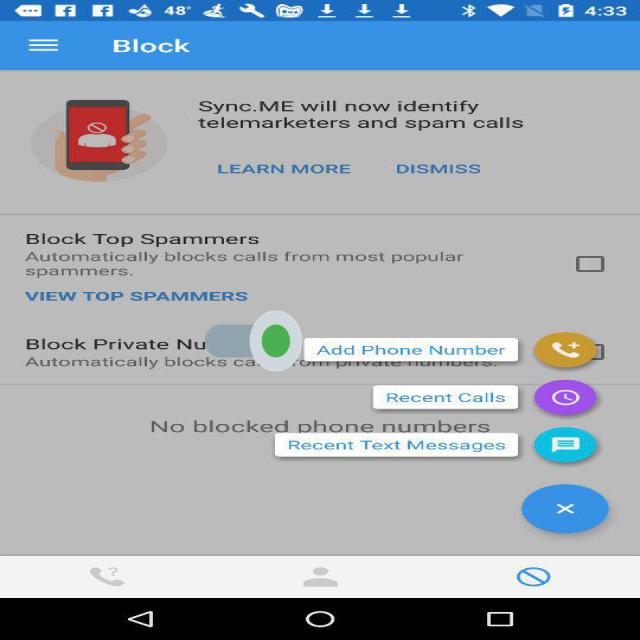 48°
4:33
Block
Sync.ME will now identify
telemarketers and spam calls
LEARN MORE
DISMISS
Block Top Spammers
Automatically blocks calls from most popular
spammers.
VIEW TOP SPAMMERS
Block Private Nu
Add Phone Number
Automatically blocks ca from private numbers.
Recent Calls
No blocked phone numbers
Recent Text Messages